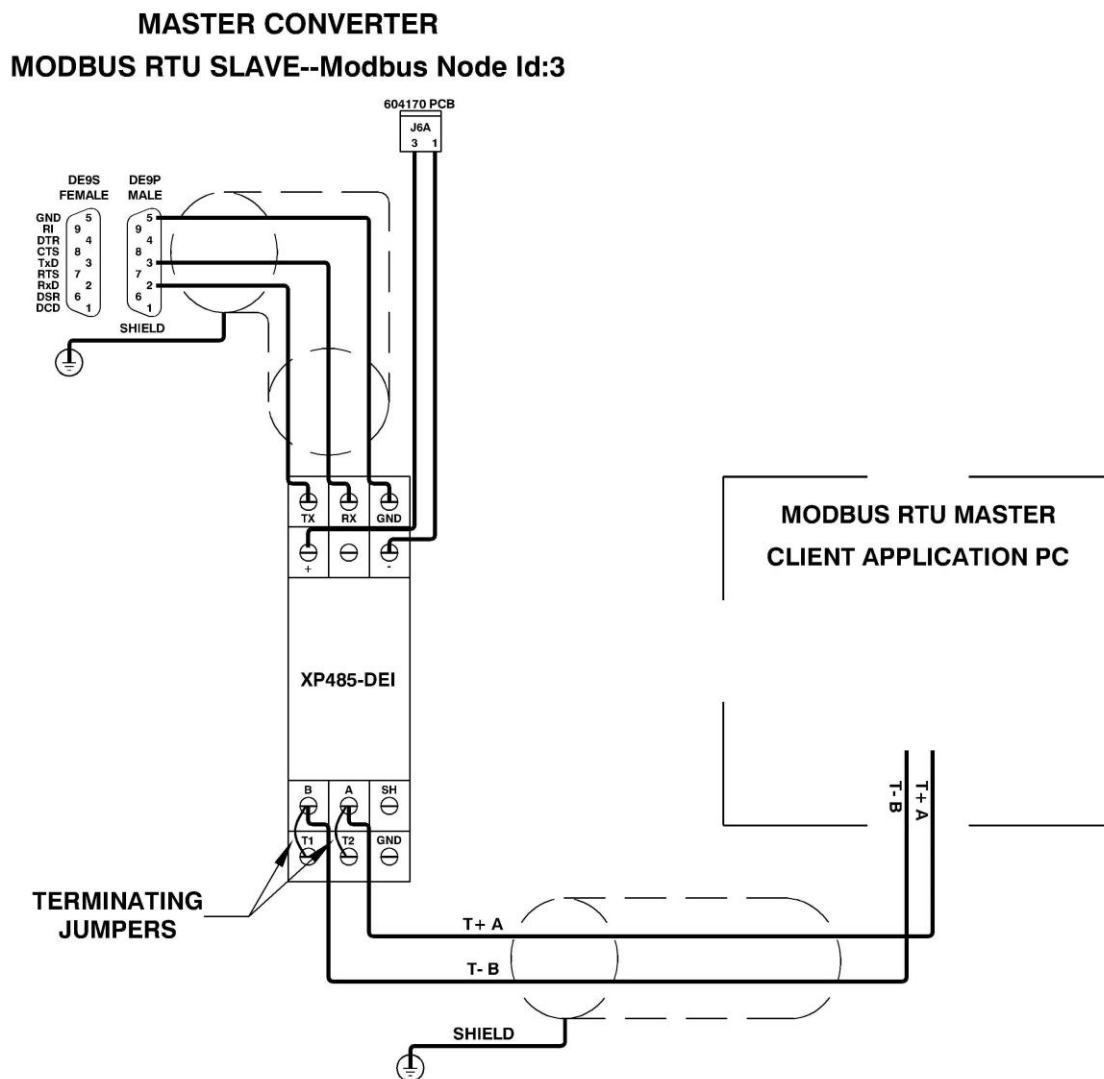 MASTER CONVERTER
MODBUS RTU SLAVE--Modbus Node Id:3
604170 PCB
J6A
3 1
DE9S
FEMALE
DE9P
MALE
GND 5
RI 9
DTR 4
CTS 8
TxD 3
RTS 7
RxD 2
DSR 6
DCD 1
5
9
4
8
3
7
2
6
1
SHIELD
TX RX GND
+ -
XP485-DEI
B A SH
T1 T2 GND
TERMINATING
JUMPERS
MODBUS RTU MASTER
CLIENT APPLICATION PC
T- B
T+ A
T+ A
T- B
SHIELD